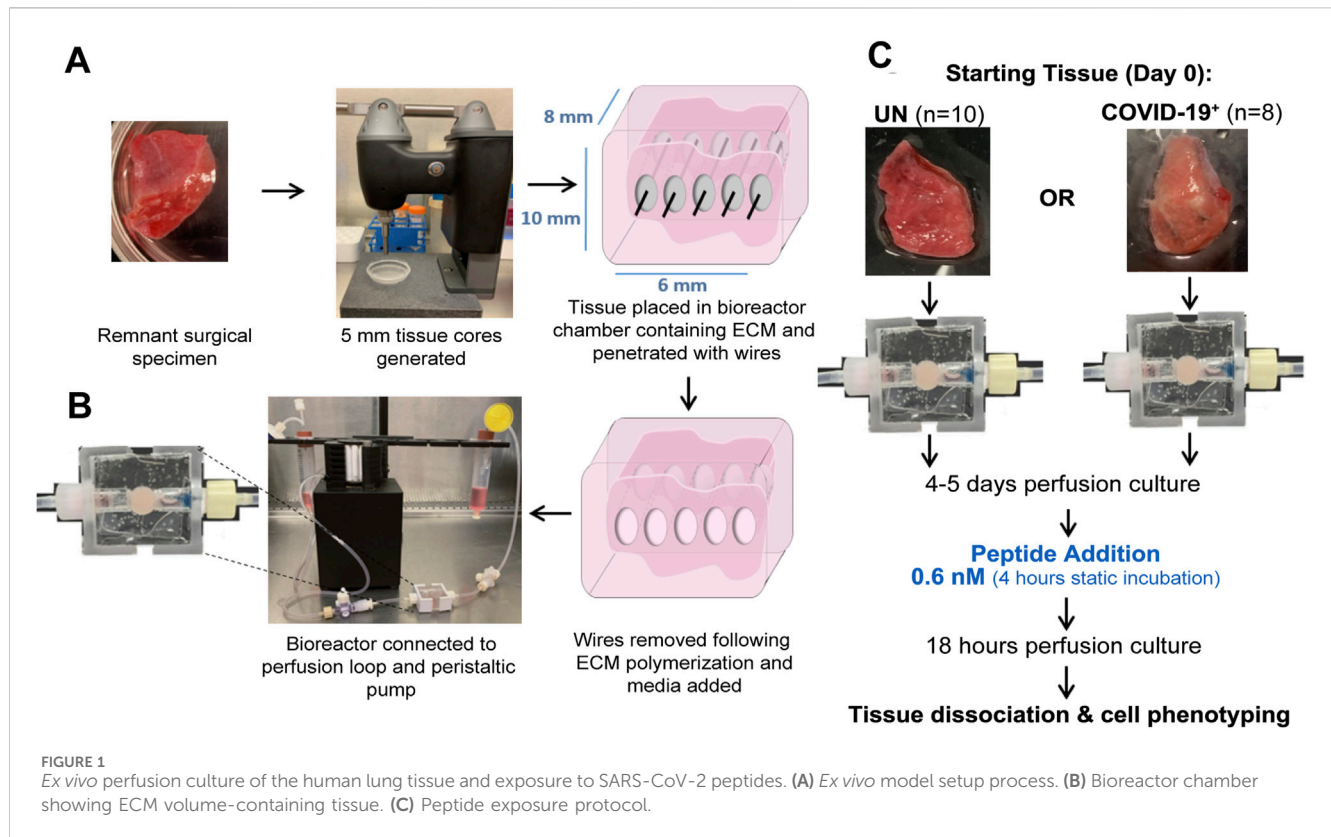 A
Remnant surgical
specimen
5 mm tissue cores
generated
8 mm
10 mm
6 mm
Tissue placed in bioreactor
chamber containing ECM and
penetrated with wires
B
Bioreactor connected to
perfusion loop and peristaltic
pump
Wires removed following
ECM polymerization and
media added
C
Starting Tissue (Day 0):
UN (n=10)
COVID-19⁺ (n=8)
OR
4-5 days perfusion culture
Peptide Addition
0.6 nM (4 hours static incubation)
18 hours perfusion culture
Tissue dissociation & cell phenotyping
FIGURE 1
Ex vivo perfusion culture of the human lung tissue and exposure to SARS-CoV-2 peptides. (A) Ex vivo model setup process. (B) Bioreactor chamber
showing ECM volume-containing tissue. (C) Peptide exposure protocol.